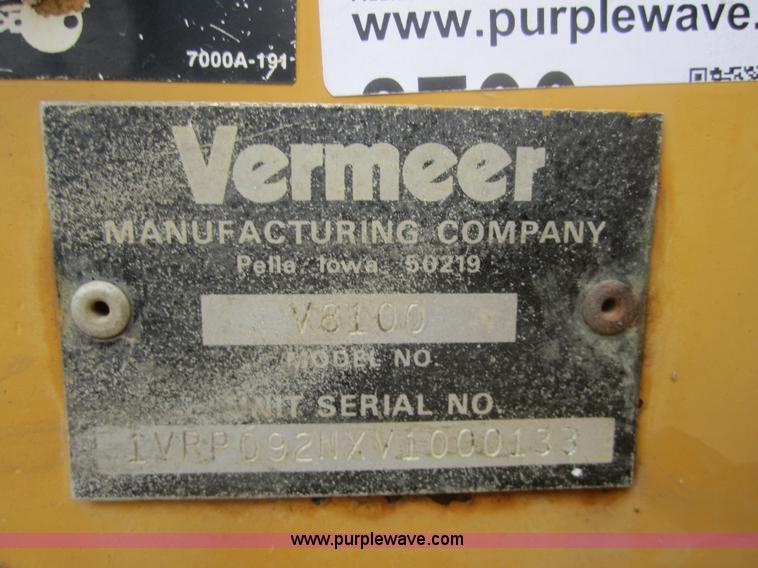 7000A-191
www.purplewave.
Vermeer
MANUFACTURING COMPANY
Pella Iowa 50219
V8100
MODEL NO.
UNIT SERIAL NO.
1VRP092NXV1000133
www.purplewave.com